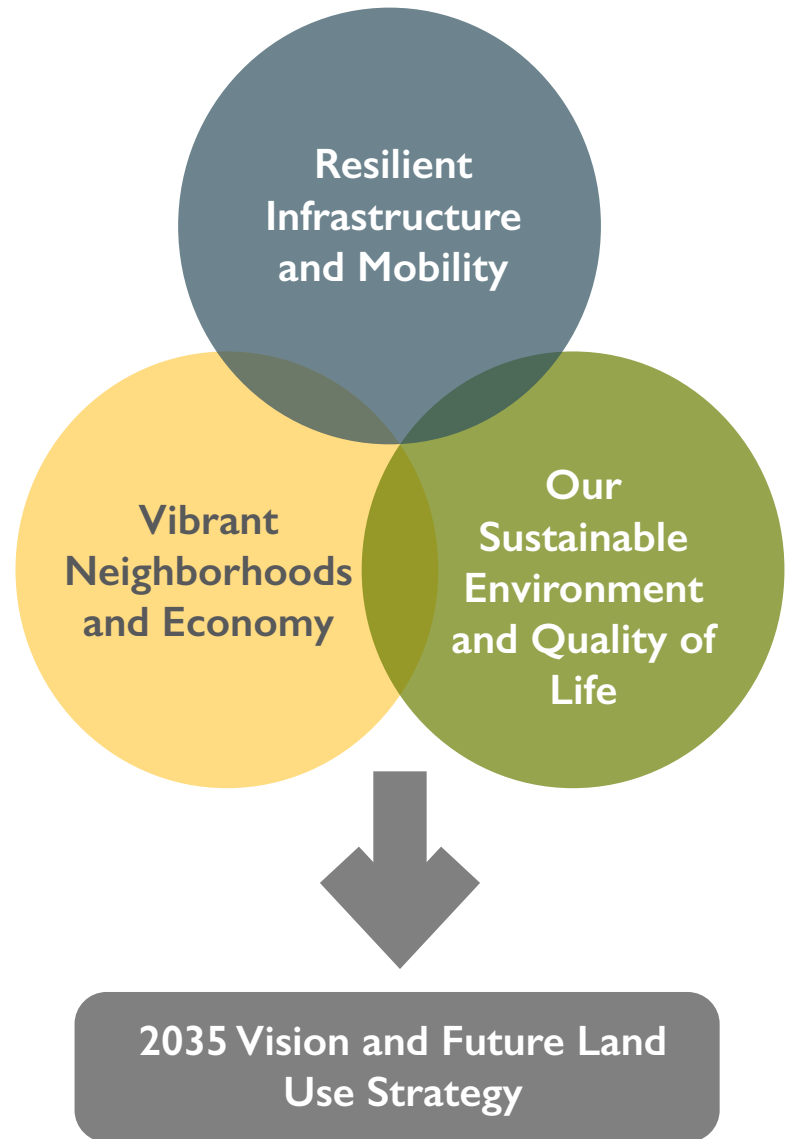 Resilient
Infrastructure
and Mobility
Vibrant
Neighborhoods
and Economy
Our
Sustainable
Environment
and Quality of
Life
2035 Vision and Future Land
Use Strategy